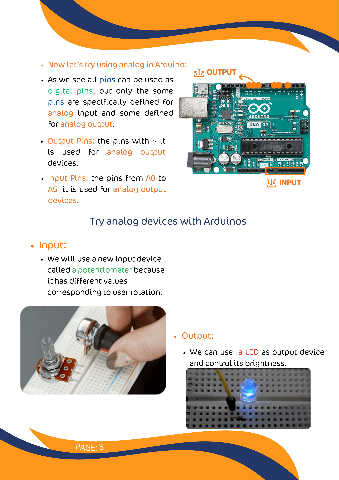 Now let's try using analog in Arduino:
As we see all pins can be used as
digital pins, but only the some
pins are specifically defined for
analog input and some defined
for analog output.
Output Pins: the pins with ~ it
is used for analog output
devices.
Input Pins: the pins from A0 to
A5 it is used for analog output
devices.
OUTPUT
ARDUINO
INPUT
Try analog devices with Arduinos
Input:
We will use a new input device
called a potentiometer because
it has different values
corresponding to user rotation.
Output:
We can use a LED as output device
and control its brightness.